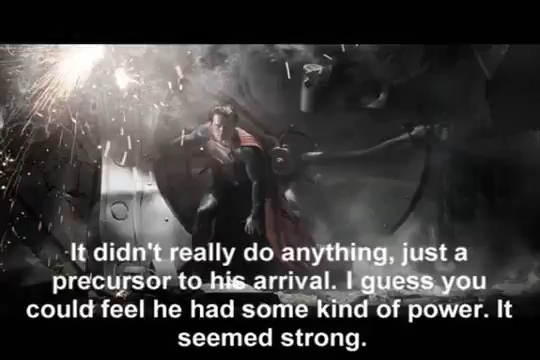 It didn't really do anything, just a
precursor to his arrival. I guess you
could feel he had some kind of power. It
seemed strong.